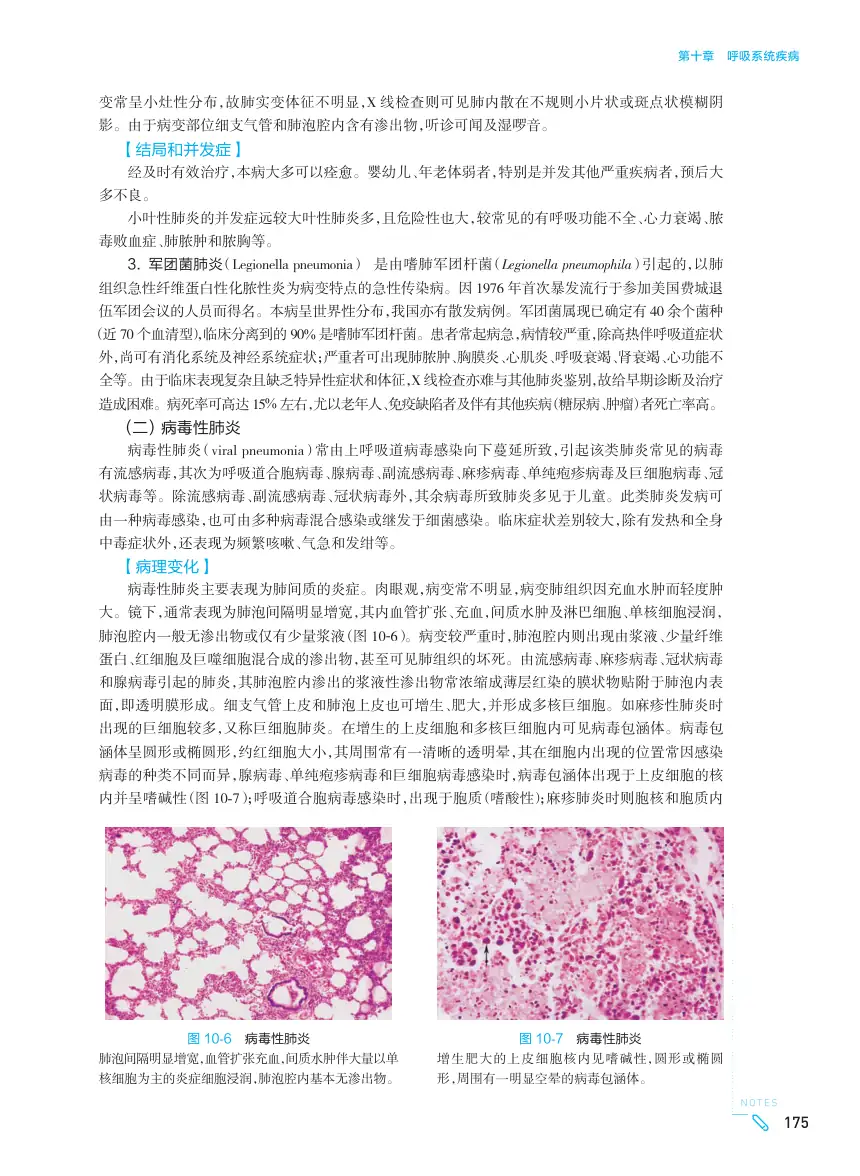 第十章 呼吸系统疾病
变常呈小灶性分布,故肺实变体征不明显,X 线检查则可见肺内散在不规则小片状或斑点状模糊阴
影。由于病变部位细支气管和肺泡腔内含有渗出物,听诊可闻及湿啰音。
【结局和并发症】
经及时有效治疗,本病大多可以痊愈。婴幼儿、年老体弱者,特别是并发其他严重疾病者,预后大
多不良。
小叶性肺炎的并发症远较大叶性肺炎多,且危险性也大,较常见的有呼吸功能不全、心力衰竭、脓
毒败血症、肺脓肿和脓胸等。
3. 军团菌肺炎(Legionella pneumonia) 是由嗜肺军团杆菌(Legionella pneumophila)引起的,以肺
组织急性纤维蛋白性化脓性炎为病变特点的急性传染病。因 1976 年首次暴发流行于参加美国费城退
伍军团会议的人员而得名。本病呈世界性分布,我国亦有散发病例。军团菌属现已确定有 40 余个菌种
(近 70 个血清型),临床分离到的 90% 是嗜肺军团杆菌。患者常起病急,病情较严重,除高热伴呼吸道症状
外,尚可有消化系统及神经系统症状;严重者可出现肺脓肿、胸膜炎、心肌炎、呼吸衰竭、肾衰竭、心功能不
全等。由于临床表现复杂且缺乏特异性症状和体征,X 线检查亦难与其他肺炎鉴别,故给早期诊断及治疗
造成困难。病死率可高达 15% 左右,尤以老年人、免疫缺陷者及伴有其他疾病(糖尿病、肿瘤)者死亡率高。
(二)病毒性肺炎
病毒性肺炎(viral pneumonia)常由上呼吸道病毒感染向下蔓延所致,引起该类肺炎常见的病毒
有流感病毒,其次为呼吸道合胞病毒、腺病毒、副流感病毒、麻疹病毒、单纯疱疹病毒及巨细胞病毒、冠
状病毒等。除流感病毒、副流感病毒、冠状病毒外,其余病毒所致肺炎多见于儿童。此类肺炎发病可
由一种病毒感染,也可由多种病毒混合感染或继发于细菌感染。临床症状差别较大,除有发热和全身
中毒症状外,还表现为频繁咳嗽、气急和发绀等。
【病理变化】
病毒性肺炎主要表现为肺间质的炎症。肉眼观,病变常不明显,病变肺组织因充血水肿而轻度肿
大。镜下,通常表现为肺泡间隔明显增宽,其内血管扩张、充血,间质水肿及淋巴细胞、单核细胞浸润,
肺泡腔内一般无渗出物或仅有少量浆液(图 10-6)。病变较严重时,肺泡腔内则出现由浆液、少量纤维
蛋白、红细胞及巨噬细胞混合成的渗出物,甚至可见肺组织的坏死。由流感病毒、麻疹病毒、冠状病毒
和腺病毒引起的肺炎,其肺泡腔内渗出的浆液性渗出物常浓缩成薄层红染的膜状物贴附于肺泡内表
面,即透明膜形成。细支气管上皮和肺泡上皮也可增生、肥大,并形成多核巨细胞。如麻疹性肺炎时
出现的巨细胞较多,又称巨细胞肺炎。在增生的上皮细胞和多核巨细胞内可见病毒包涵体。病毒包
涵体呈圆形或椭圆形,约红细胞大小,其周围常有一清晰的透明晕,其在细胞内出现的位置常因感染
病毒的种类不同而异,腺病毒、单纯疱疹病毒和巨细胞病毒感染时,病毒包涵体出现于上皮细胞的核
内并呈嗜碱性(图 10-7);呼吸道合胞病毒感染时,出现于胞质(嗜酸性);麻疹肺炎时则胞核和胞质内
图 10-6 病毒性肺炎
肺泡间隔明显增宽,血管扩张充血,间质水肿伴大量以单
核细胞为主的炎症细胞浸润,肺泡腔内基本无渗出物。
图 10-7 病毒性肺炎
增生肥大的上皮细胞核内见嗜碱性,圆形或椭圆
形,周围有一明显空晕的病毒包涵体。
NOTES
175